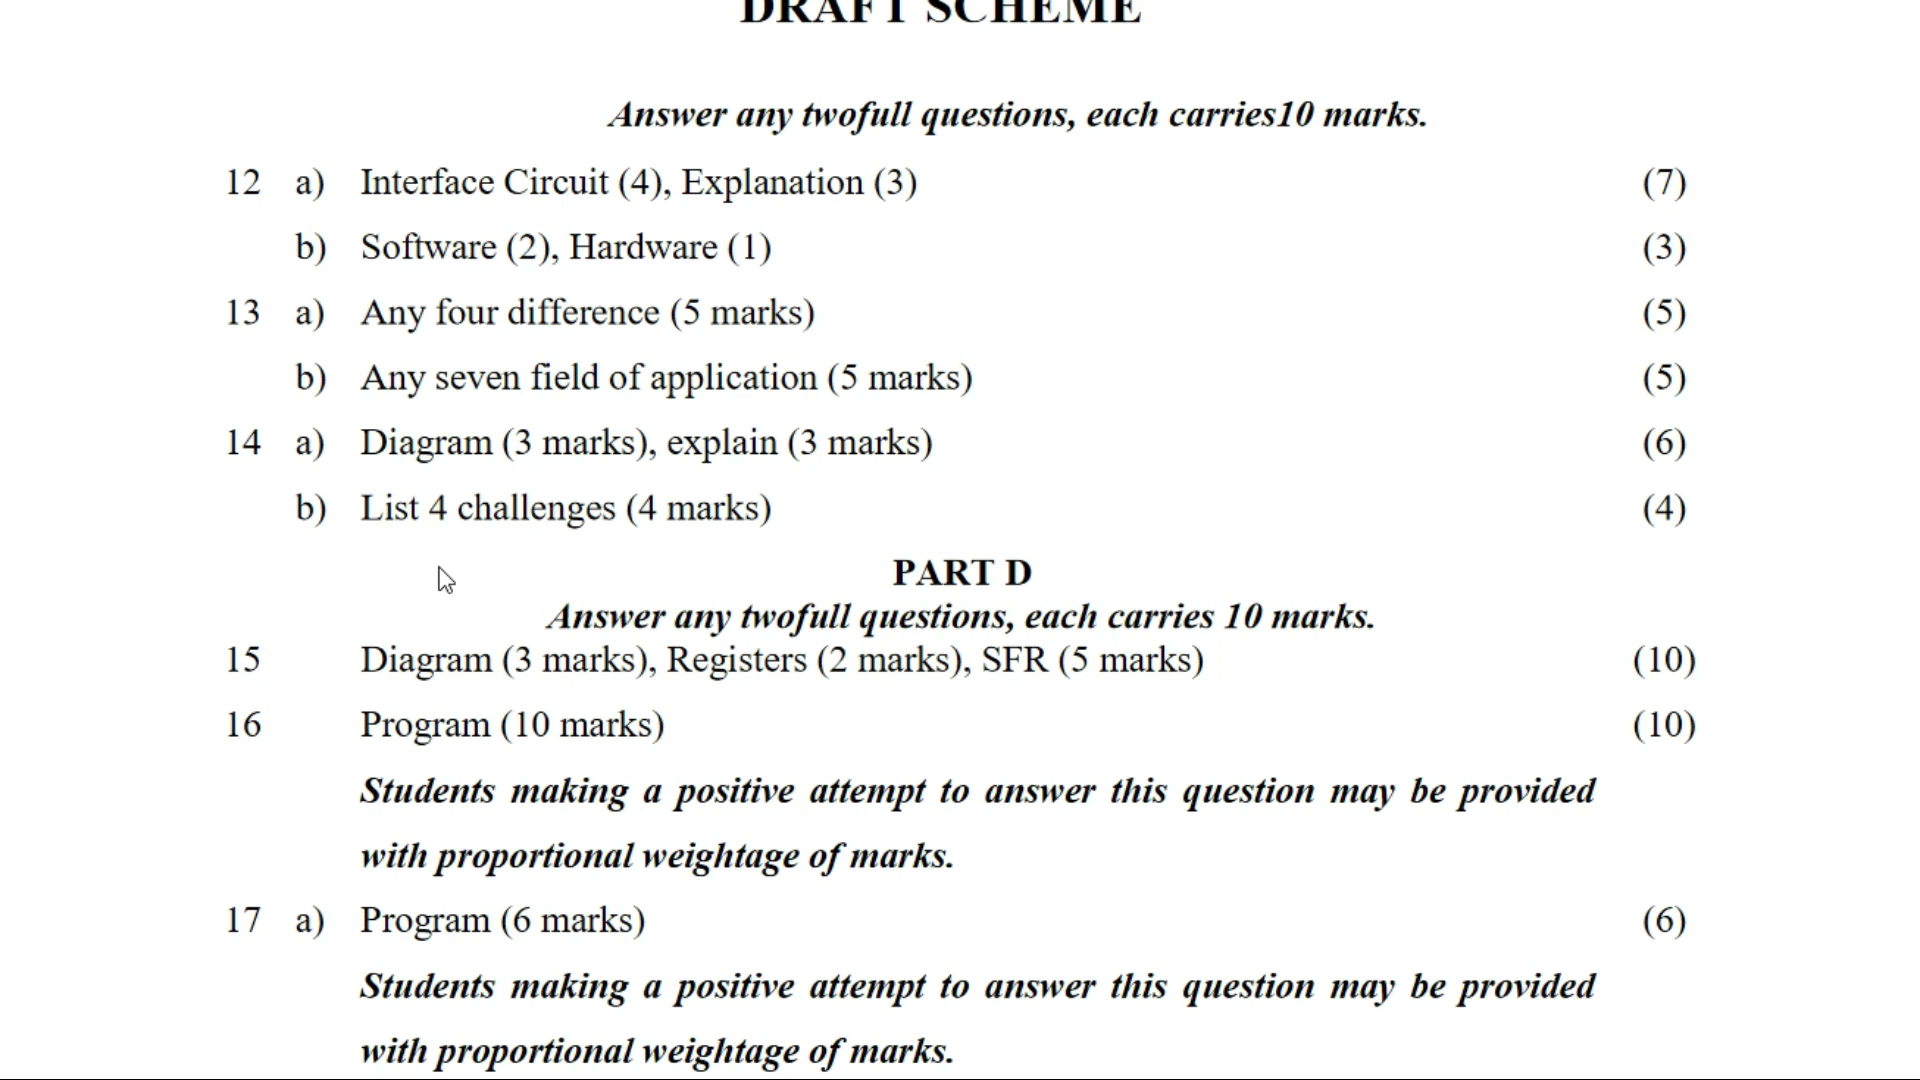 DRAFT SCHEME
Answer any twofull questions, each carries10 marks.
12 a) Interface Circuit (4), Explanation (3) (7)
b) Software (2), Hardware (1) (3)
13 a) Any four difference (5 marks) (5)
b) Any seven field of application (5 marks) (5)
14 a) Diagram (3 marks), explain (3 marks) (6)
b) List 4 challenges (4 marks) (4)
PART D
Answer any twofull questions, each carries 10 marks.
15 Diagram (3 marks), Registers (2 marks), SFR (5 marks) (10)
16 Program (10 marks) (10)
Students making a positive attempt to answer this question may be provided
with proportional weightage of marks.
17 a) Program (6 marks) (6)
Students making a positive attempt to answer this question may be provided
with proportional weightage of marks.